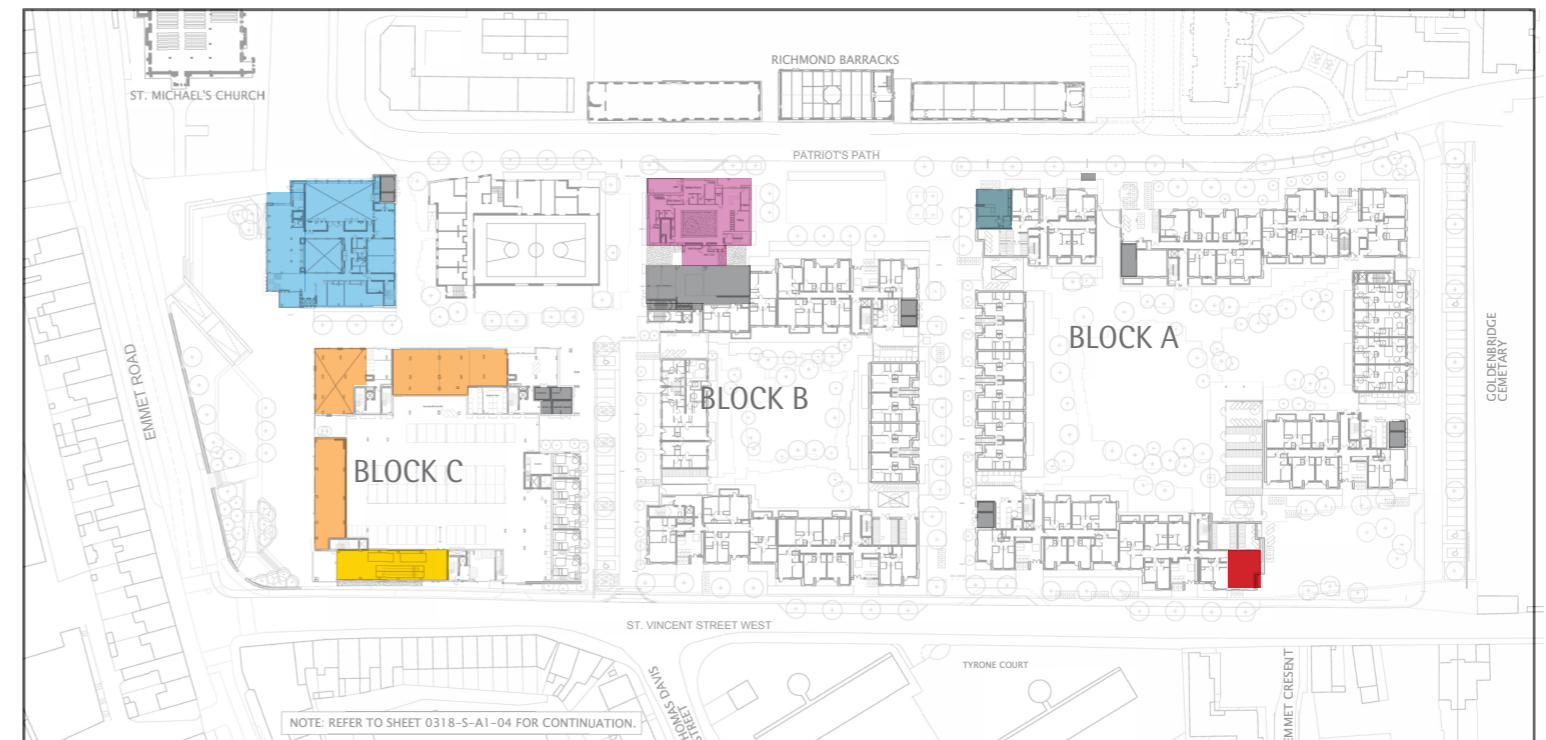 RICHMOND BARRACKS
ST. MICHAEL'S CHURCH
PATRIOT'S PATH
BLOCK A
GOLDENBRIDGE
CEMETARY
EMMET ROAD
BLOCK B
BLOCK C
ST. VINCENT STREET WEST
TYRONE COURT
THOMAS DAVIS
STREET
EMMET CRESENT
NOTE: REFER TO SHEET 0318-S-A1-04 FOR CONTINUATION.